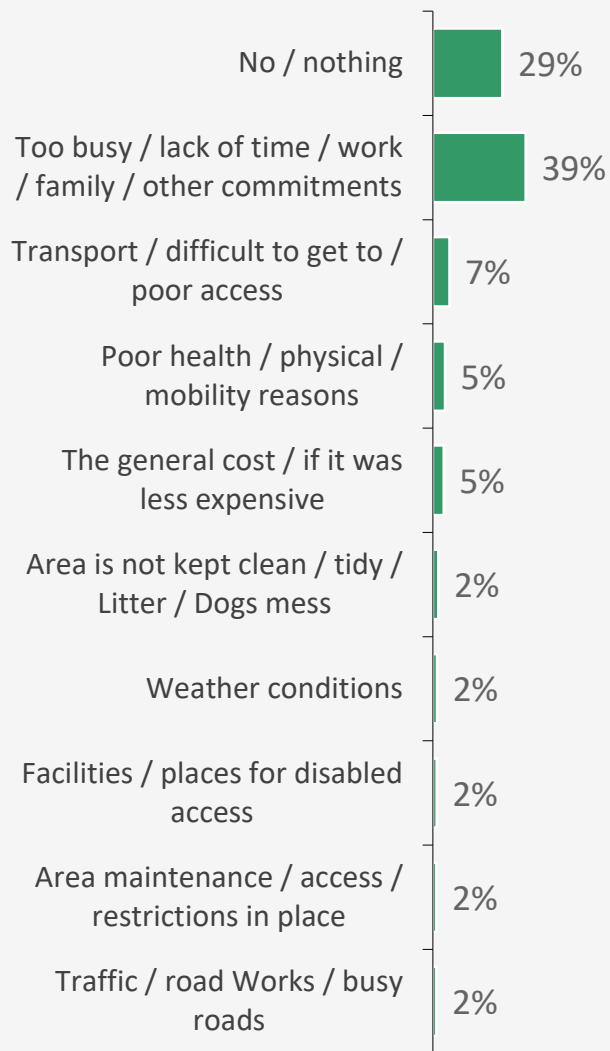 No / nothing
29%
Too busy / lack of time / work
/ family / other commitments
39%
Transport / difficult to get to /
poor access
7%
Poor health / physical /
mobility reasons
5%
The general cost / if it was
less expensive
5%
Area is not kept clean / tidy /
Litter / Dogs mess
2%
Weather conditions
2%
Facilities / places for disabled
access
2%
Area maintenance / access /
restrictions in place
2%
Traffic / road Works / busy
roads
2%